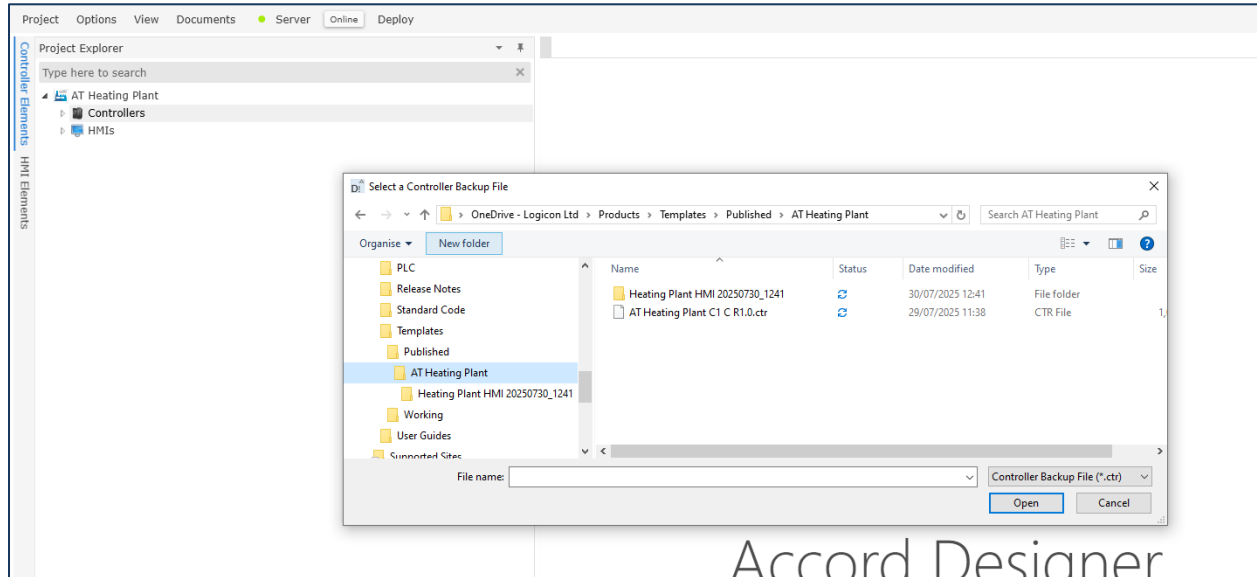 Project Options View Documents Server Online Deploy
Controller Elements
HMI Elements
Project Explorer
Type here to search
AT Heating Plant
Controllers
HMIs
Select a Controller Backup File
OneDrive - Logicon Ltd > Products > Templates > Published > AT Heating Plant
Search AT Heating Plant
Organise New folder
PLC
Release Notes
Standard Code
Templates
Published
AT Heating Plant
Heating Plant HMI 20250730_1241
Working
User Guides
Supported Sites
Name Status Date modified Type Size
Heating Plant HMI 20250730_1241 30/07/2025 12:41 File folder
AT Heating Plant C1 C R1.0.ctr 29/07/2025 11:38 CTR File
File name: Controller Backup File (*.ctr)
Open Cancel
Accord Designer